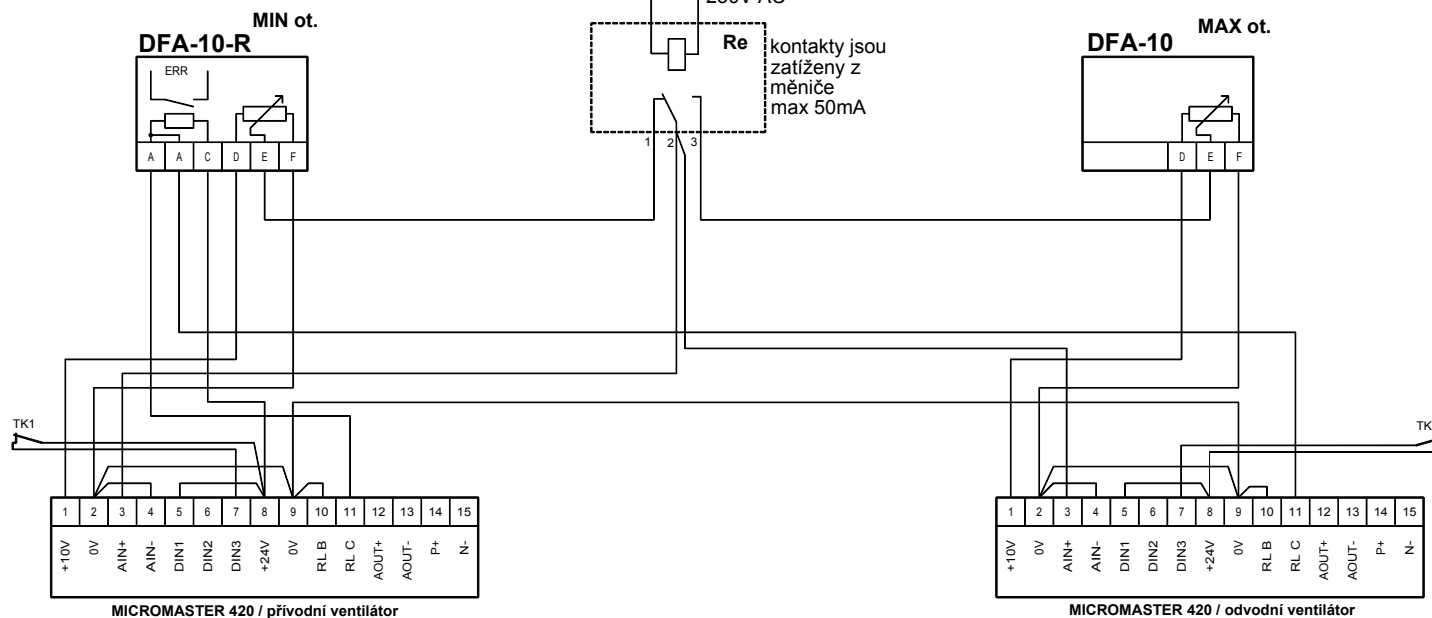 230V AC
MIN ot.
MAX ot.
DFA-10-R
Re
DFA-10
ERR
kontakty jsou
zatíženy z
měniče
max 50mA
1 2 3
A A C D E F
D E F
TK1
TK
1 2 3 4 5 6 7 8 9 10 11 12 13 14 15
+10V 0V AIN+ AIN- DIN1 DIN2 DIN3 +24V 0V RL B RL C AOUT+ AOUT- P+ N-
MICROMASTER 420 / přívodní ventilátor
1 2 3 4 5 6 7 8 9 10 11 12 13 14 15
+10V 0V AIN+ AIN- DIN1 DIN2 DIN3 +24V 0V RL B RL C AOUT+ AOUT- P+ N-
MICROMASTER 420 / odvodní ventilátor